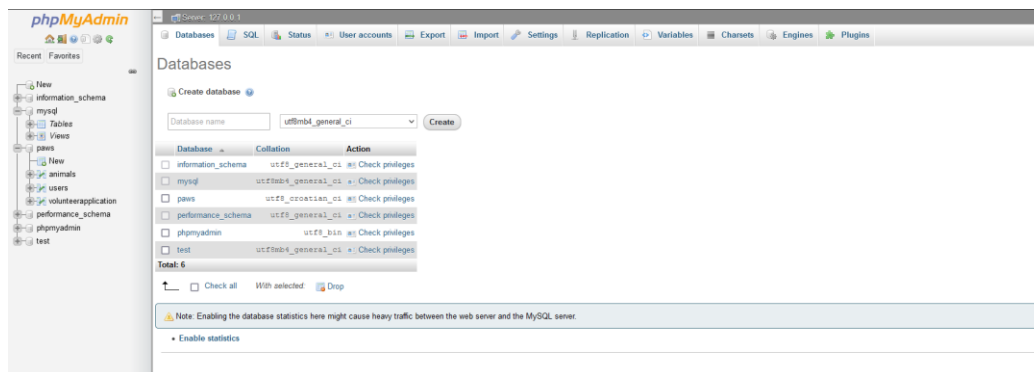 phpMyAdmin
Recent Favorites
New
information_schema
mysql
Tables
Views
paws
New
animals
users
volunteerapplication
performance_schema
phpmyadmin
test
Server: 127.0.0.1
Databases SQL Status User accounts Export Import Settings Replication Variables Charsets Engines Plugins
Databases
Create database
Database name utf8mb4_general_ci Create
Database Collation Action
information_schema utf8_general_ci Check privileges
mysql utf8mb4_general_ci Check privileges
paws utf8_croatian_ci Check privileges
performance_schema utf8_general_ci Check privileges
phpmyadmin utf8_bin Check privileges
test utf8mb4_general_ci Check privileges
Total: 6
Check all With selected: Drop
Note: Enabling the database statistics here might cause heavy traffic between the web server and the MySQL server.
Enable statistics